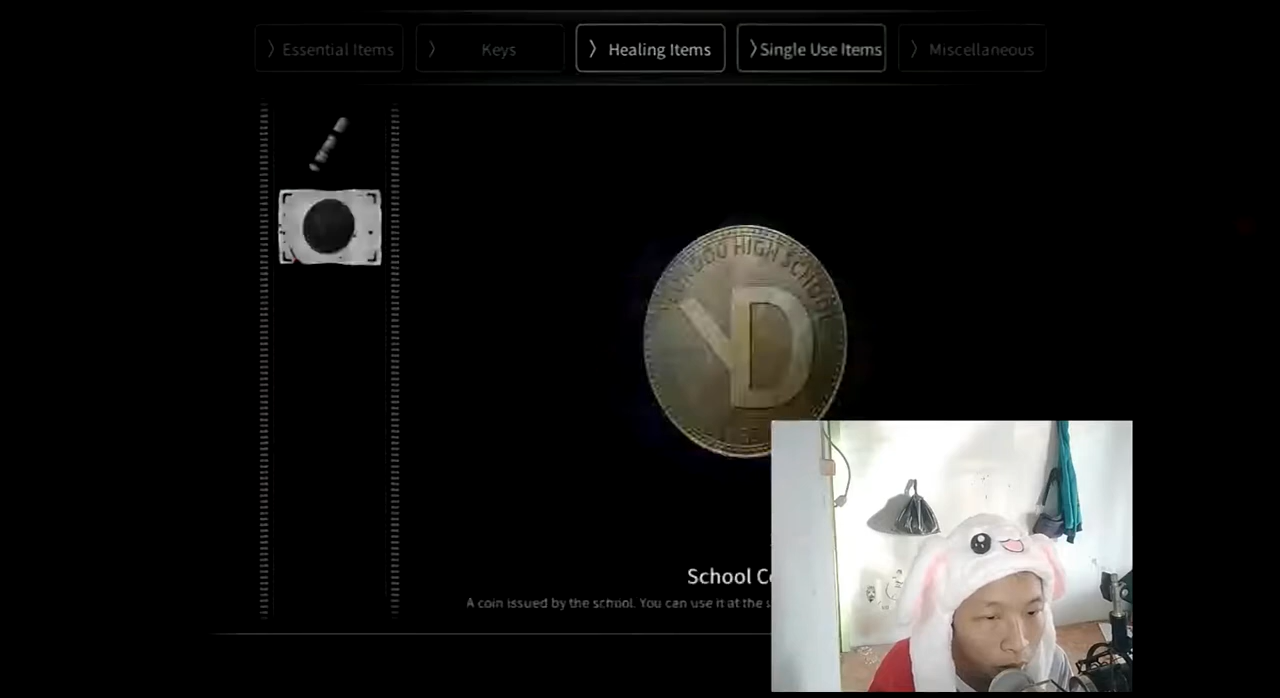 Essential Items
Keys
Healing Items
Single Use Items
Miscellaneous
HIGH SCHOOL
YD
School
A coin issued by the school. You can use it at the